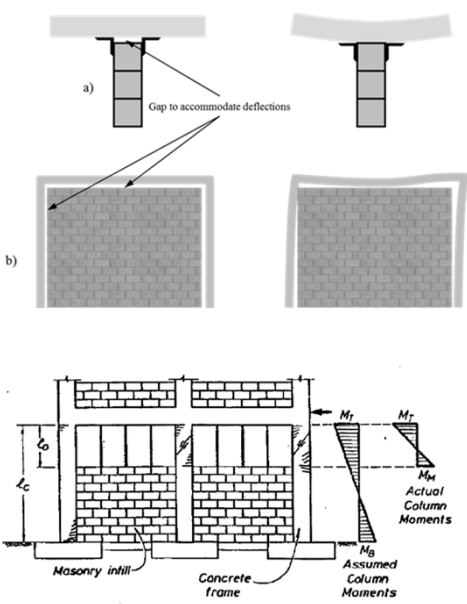 a)
Gap to accommodate deflections
b)
M_T
M_T
l_o
l_c
M_M
Actual
Column
Moments
M_B
Masonry infill
Concrete
frame
Assumed
Column
Moments